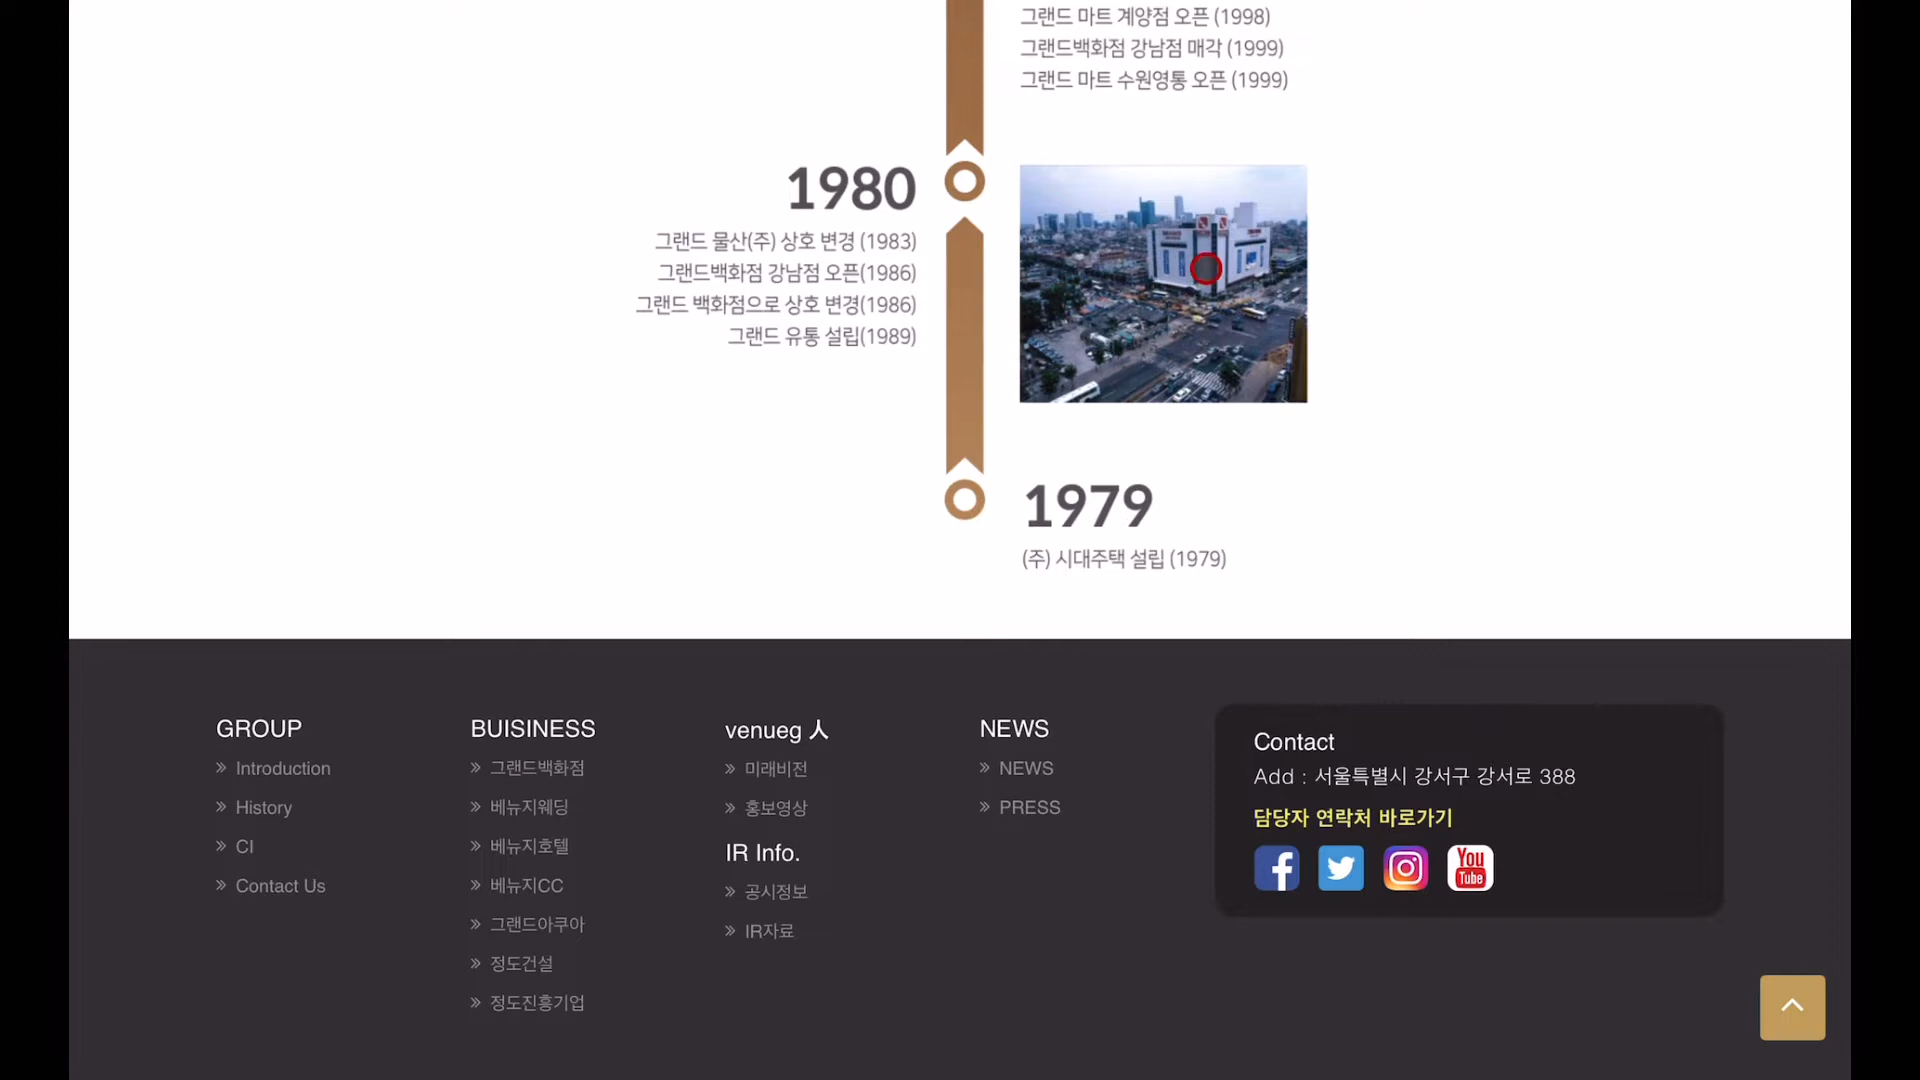 그랜드 마트 계양점 오픈 (1998)
그랜드백화점 강남점 매각 (1999)
그랜드 마트 수원영통 오픈 (1999)
1980
그랜드 물산(주) 상호 변경 (1983)
그랜드백화점 강남점 오픈(1986)
그랜드 백화점으로 상호 변경(1986)
그랜드 유통 설립(1989)
1979
(주) 시대주택 설립 (1979)
GROUP
» Introduction
» History
» CI
» Contact Us
BUISINESS
» 그랜드백화점
» 베뉴지웨딩
» 베뉴지호텔
» 베뉴지CC
» 그랜드아쿠아
» 정도건설
» 정도진흥기업
venueg 人
» 미래비전
» 홍보영상
IR Info.
» 공시정보
» IR자료
NEWS
» NEWS
» PRESS
Contact
Add : 서울특별시 강서구 강서로 388
담당자 연락처 바로가기
You
Tube